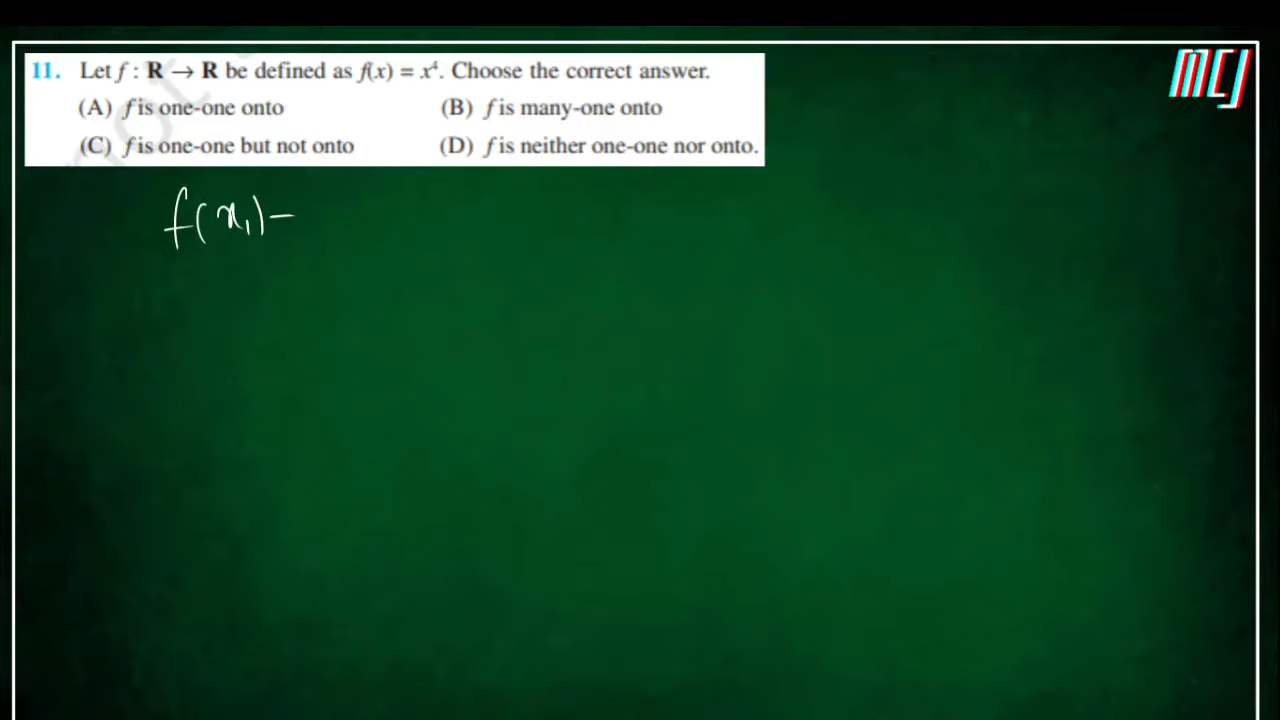 MCJ
11. Let f : R → R be defined as f(x) = x⁴. Choose the correct answer.
(A) f is one-one onto (B) f is many-one onto
(C) f is one-one but not onto (D) f is neither one-one nor onto.
f(x₁) –